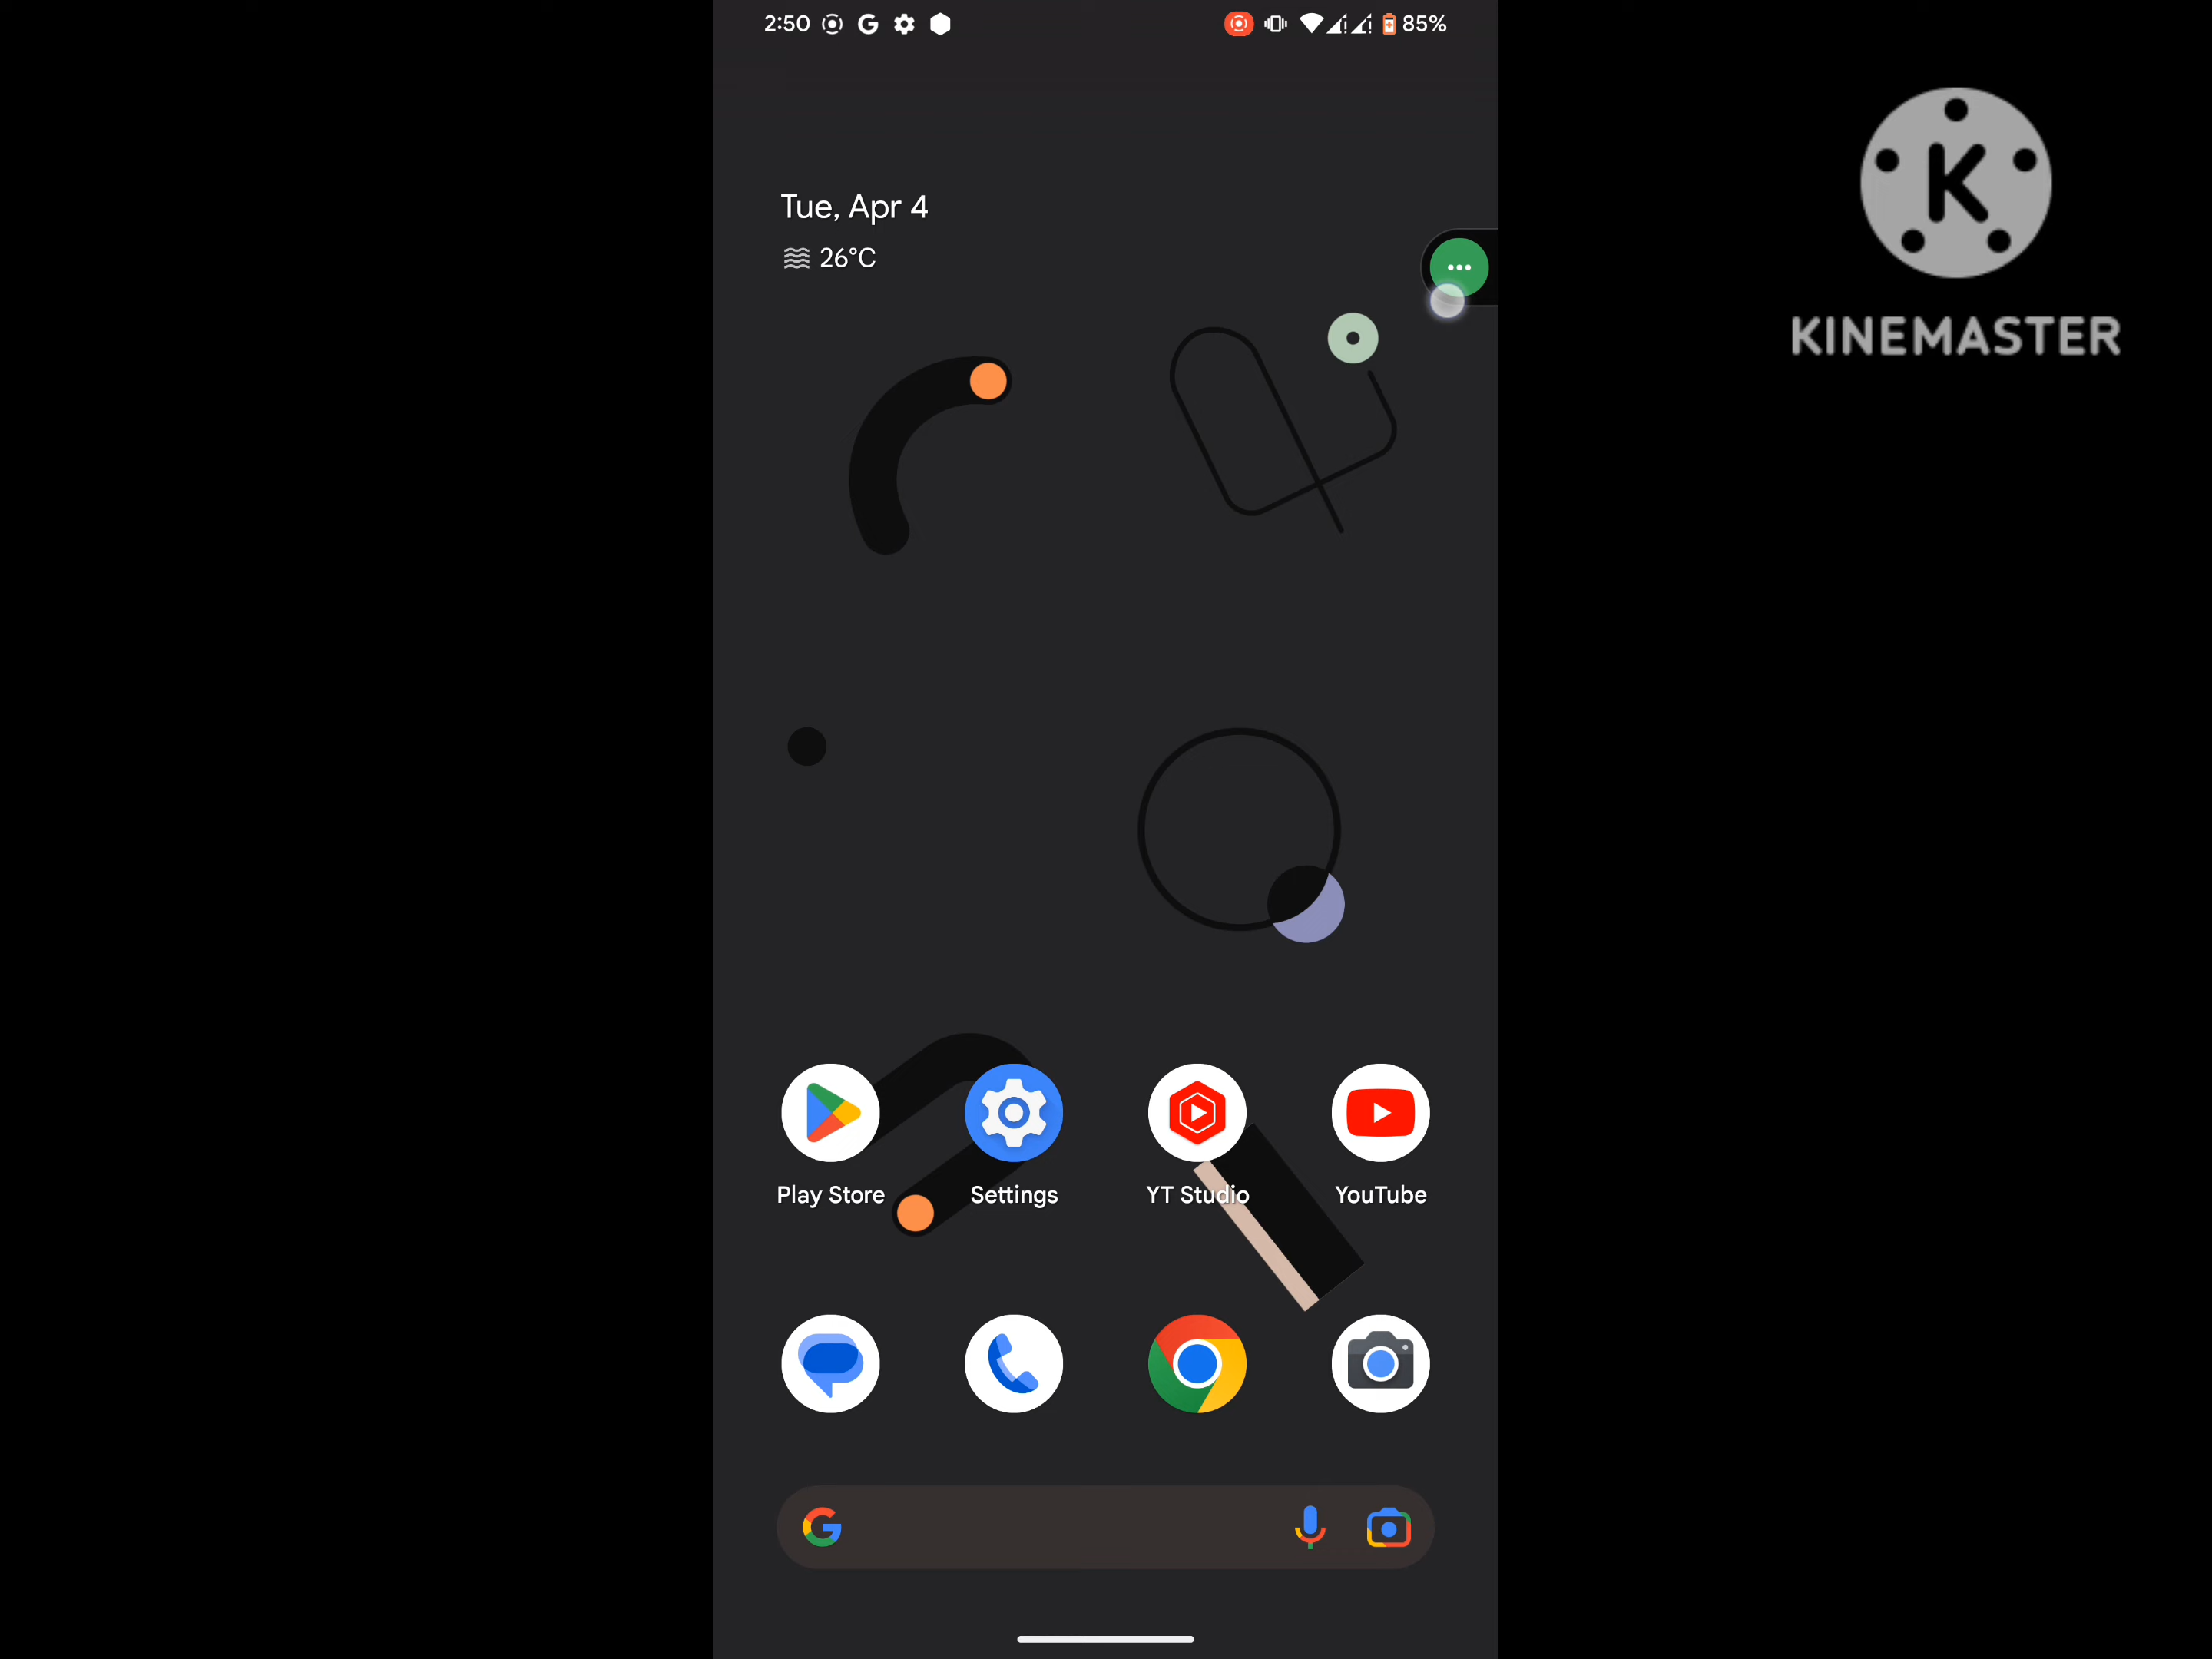 2:50
85%
KINEMASTER
Tue, Apr 4
26°C
Play Store
Settings
YT Studio
YouTube